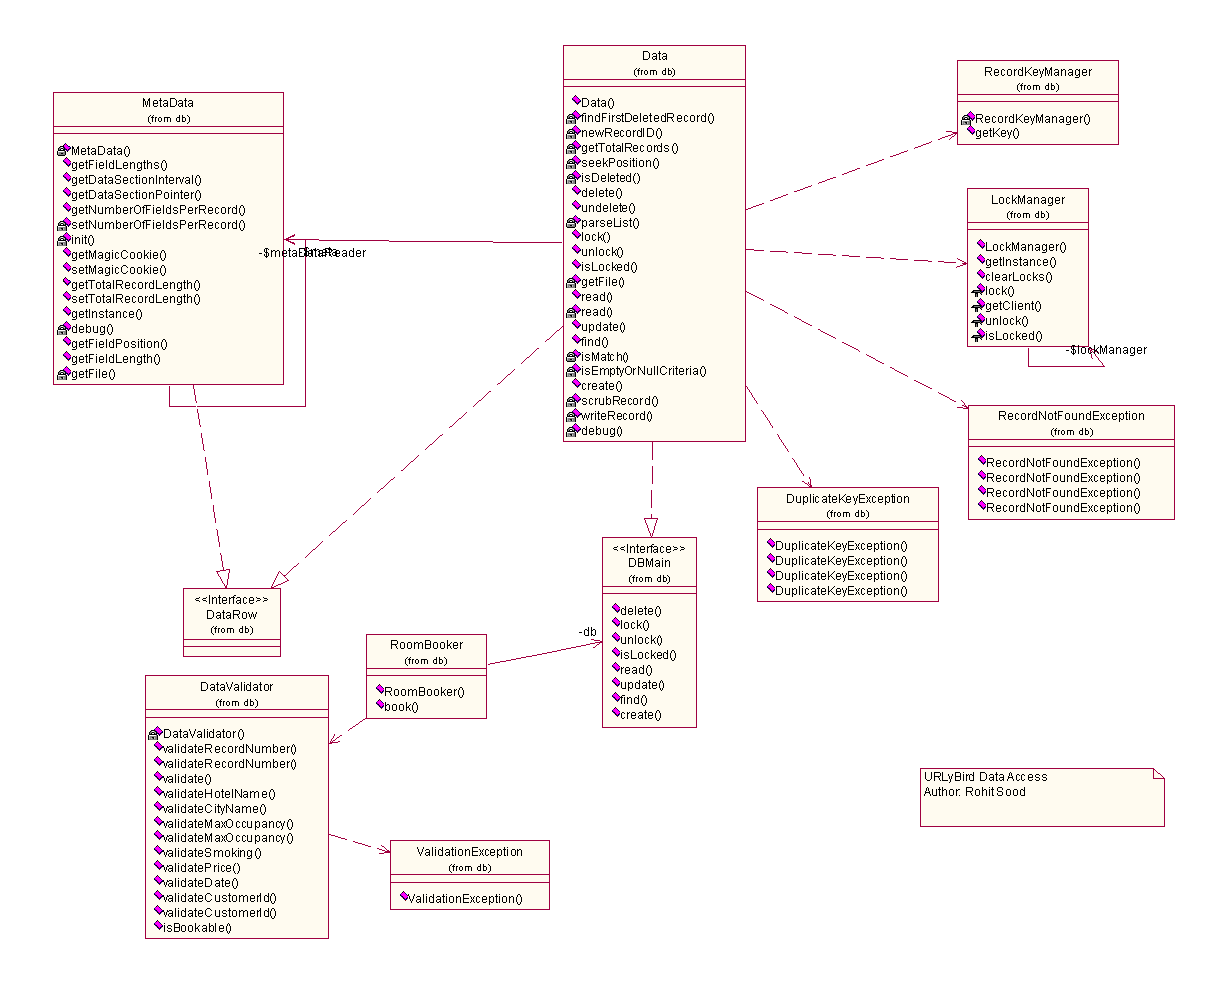 MetaData
(from db)
MetaData()
getFieldLengths()
getDataSectionInterval()
getDataSectionPointer()
getNumberOfFieldsPerRecord()
setNumberOfFieldsPerRecord()
init()
getMagicCookie()
setMagicCookie()
getTotalRecordLength()
setTotalRecordLength()
getInstance()
debug()
getFieldPosition()
getFieldLength()
getFile()
Data
(from db)
Data()
findFirstDeletedRecord()
newRecordID()
getTotalRecords()
seekPosition()
isDeleted()
delete()
undelete()
parseList()
lock()
unlock()
isLocked()
getFile()
read()
read()
update()
find()
isMatch()
isEmptyOrNullCriteria()
create()
scrubRecord()
writeRecord()
debug()
RecordKeyManager
(from db)
RecordKeyManager()
getKey()
LockManager
(from db)
LockManager()
getInstance()
clearLocks()
lock()
getClient()
unlock()
isLocked()
-$lockManager
RecordNotFoundException
(from db)
RecordNotFoundException()
RecordNotFoundException()
RecordNotFoundException()
RecordNotFoundException()
DuplicateKeyException
(from db)
DuplicateKeyException()
DuplicateKeyException()
DuplicateKeyException()
DuplicateKeyException()
<<Interface>>
DBMain
(from db)
delete()
lock()
unlock()
isLocked()
read()
update()
find()
create()
-db
<<Interface>>
DataRow
(from db)
RoomBooker
(from db)
RoomBooker()
book()
DataValidator
(from db)
DataValidator()
validateRecordNumber()
validateRecordNumber()
validate()
validateHotelName()
validateCityName()
validateMaxOccupancy()
validateMaxOccupancy()
validateSmoking()
validatePrice()
validateDate()
validateCustomerId()
validateCustomerId()
isBookable()
ValidationException
(from db)
ValidationException()
URLyBird Data Access
Author: Rohit Sood